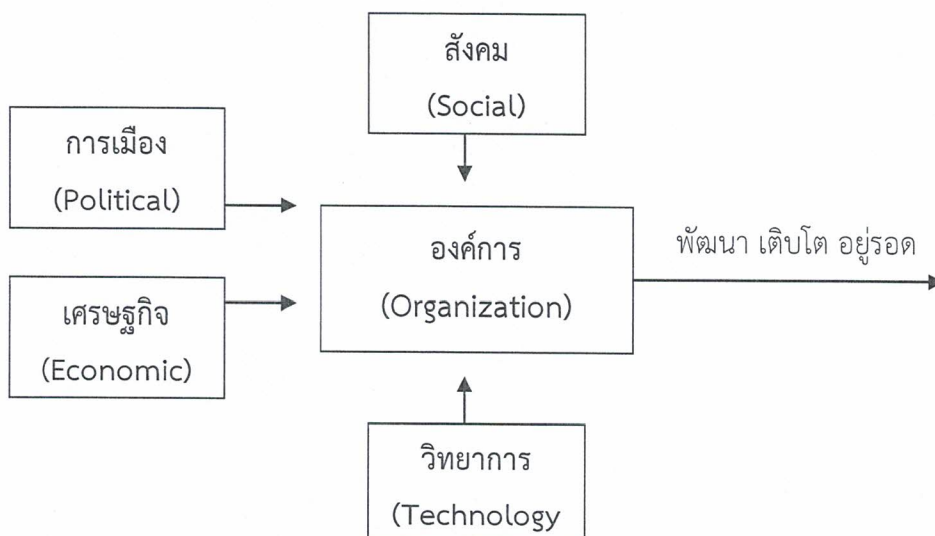 สังคม
(Social)
การเมือง
(Political)
องค์การ
(Organization)
พัฒนา เติบโต อยู่รอด
เศรษฐกิจ
(Economic)
วิทยาการ
(Technology